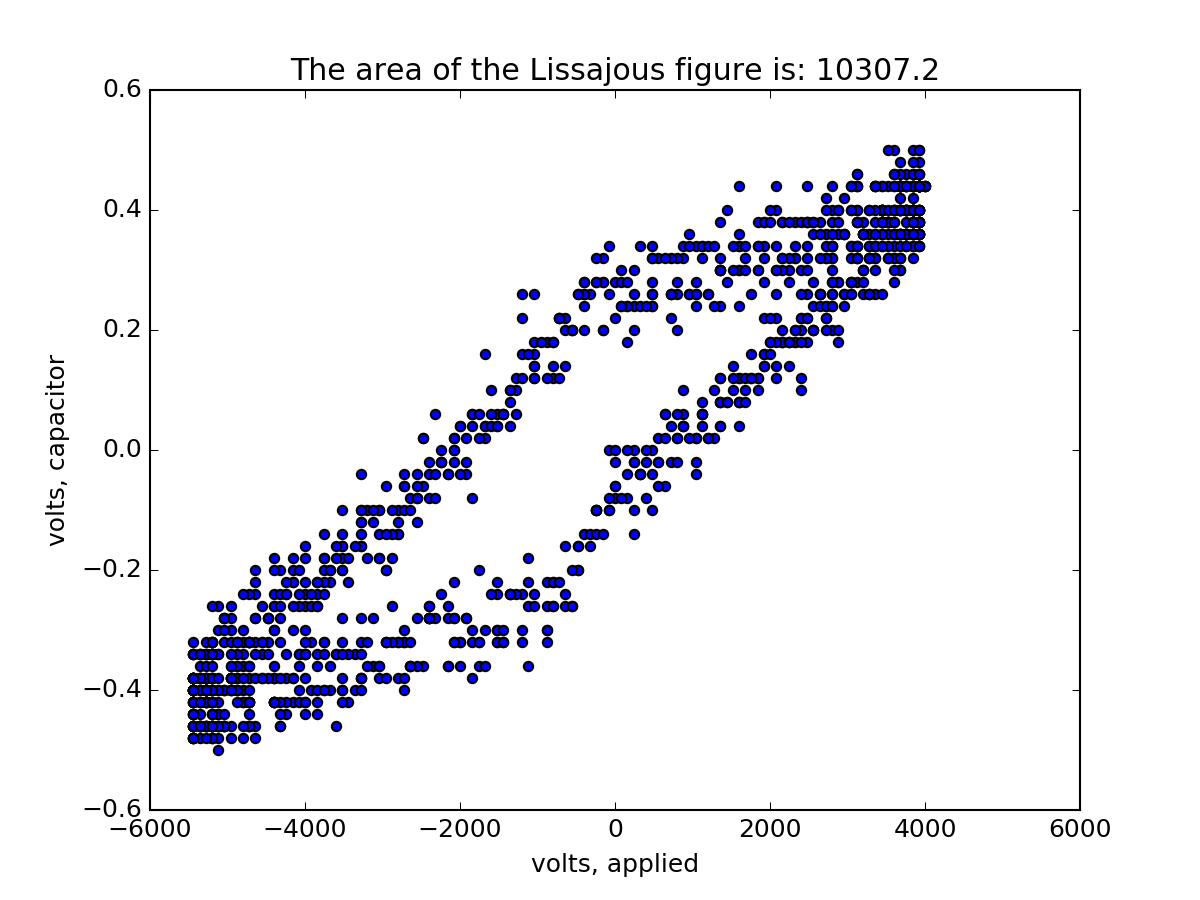 The area of the Lissajous figure is: 10307.2
0.6
0.4
0.2
0.0
−0.2
−0.4
−0.6
volts, capacitor
−6000 −4000 −2000 0 2000 4000 6000
volts, applied